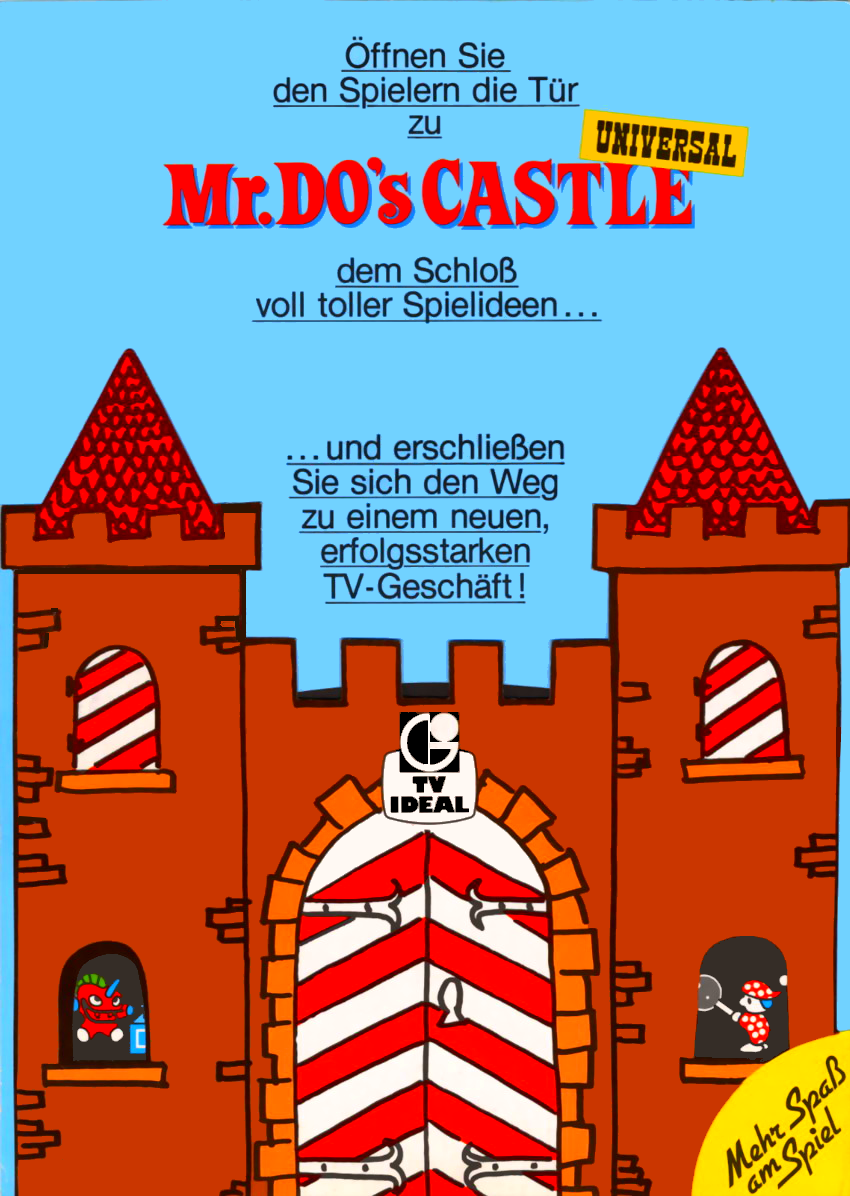 Öffnen Sie
den Spielern die Tür
zu
UNIVERSAL
Mr. DO's CASTLE
dem Schloß
voll toller Spielideen...
...und erschließen
Sie sich den Weg
zu einem neuen,
erfolgsstarken
TV-Geschäft!
TV
IDEAL
D
Mehr Spaß
am Spiel